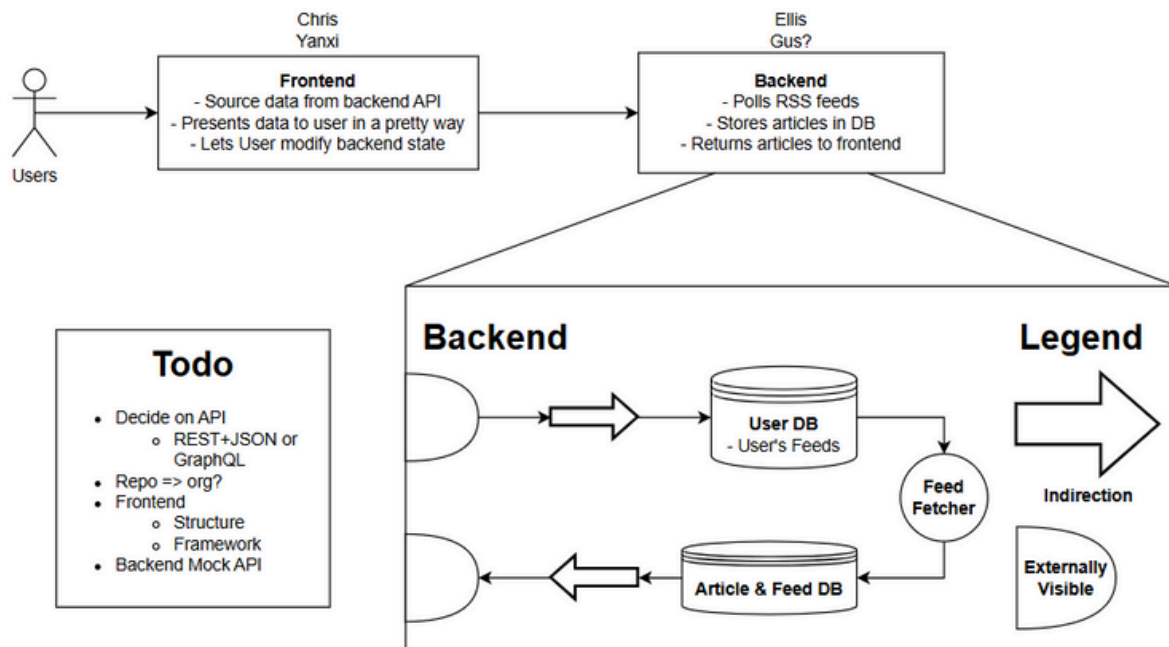 Chris
Yanxi
Ellis
Gus?
Users
Frontend
- Source data from backend API
- Presents data to user in a pretty way
- Lets User modify backend state
Backend
- Polls RSS feeds
- Stores articles in DB
- Returns articles to frontend
Todo
• Decide on API
o REST+JSON or
GraphQL
• Repo => org?
• Frontend
o Structure
o Framework
• Backend Mock API
Backend
User DB
- User's Feeds
Feed
Fetcher
Article & Feed DB
Legend
Indirection
Externally
Visible